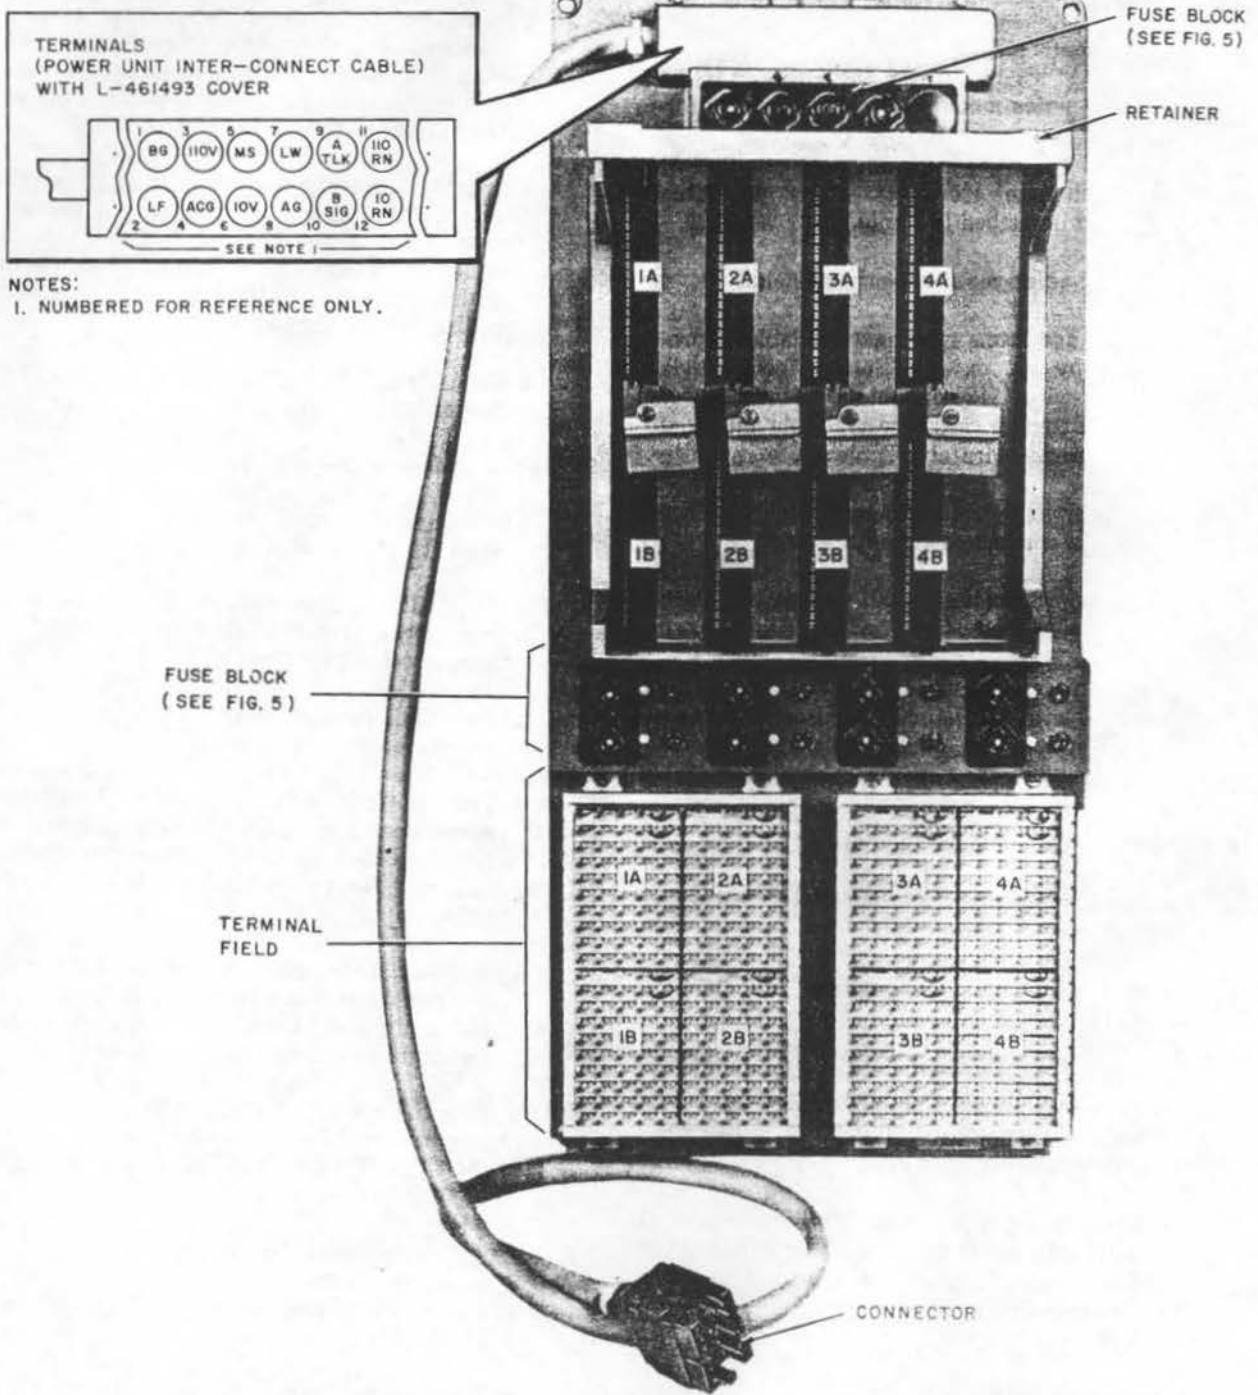 TERMINALS
(POWER UNIT INTER-CONNECT CABLE)
WITH L-461493 COVER
1 3 5 7 9 11
BG 110V MS LW A TLK 110 RN
LF ACG 10V AG B SIG 10 RN
2 4 6 8 10 12
SEE NOTE 1
NOTES:
1. NUMBERED FOR REFERENCE ONLY.
FUSE BLOCK
(SEE FIG. 5)
RETAINER
1A 2A 3A 4A
1B 2B 3B 4B
FUSE BLOCK
(SEE FIG. 5)
TERMINAL
FIELD
1A 2A 3A 4A
1B 2B 3B 4B
CONNECTOR